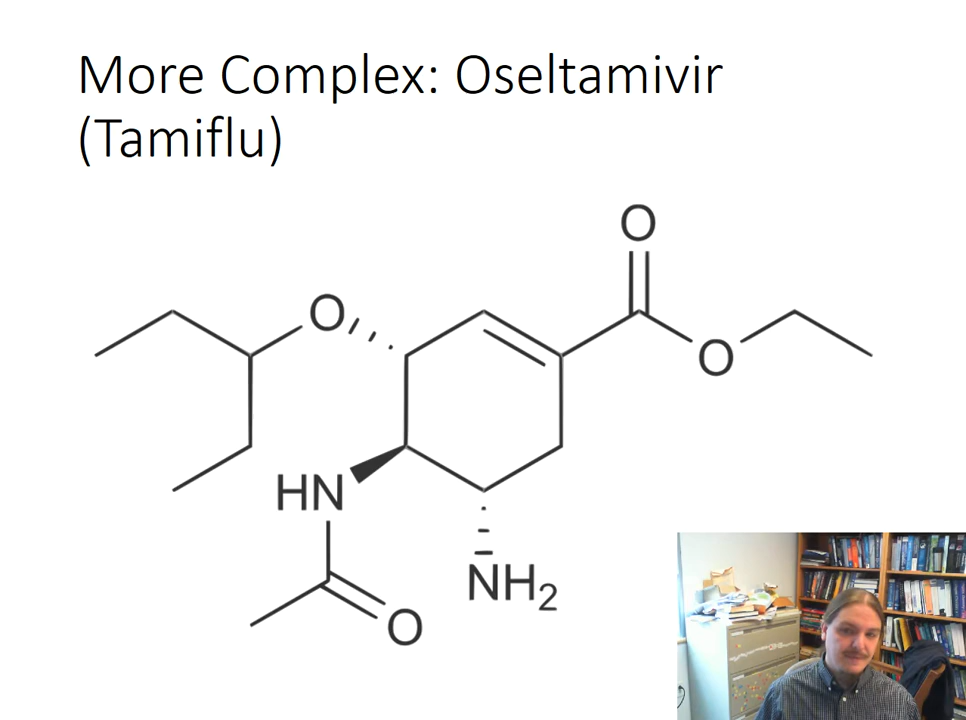 More Complex: Oseltamivir
(Tamiflu)
O
O
O
HN
NH2
O